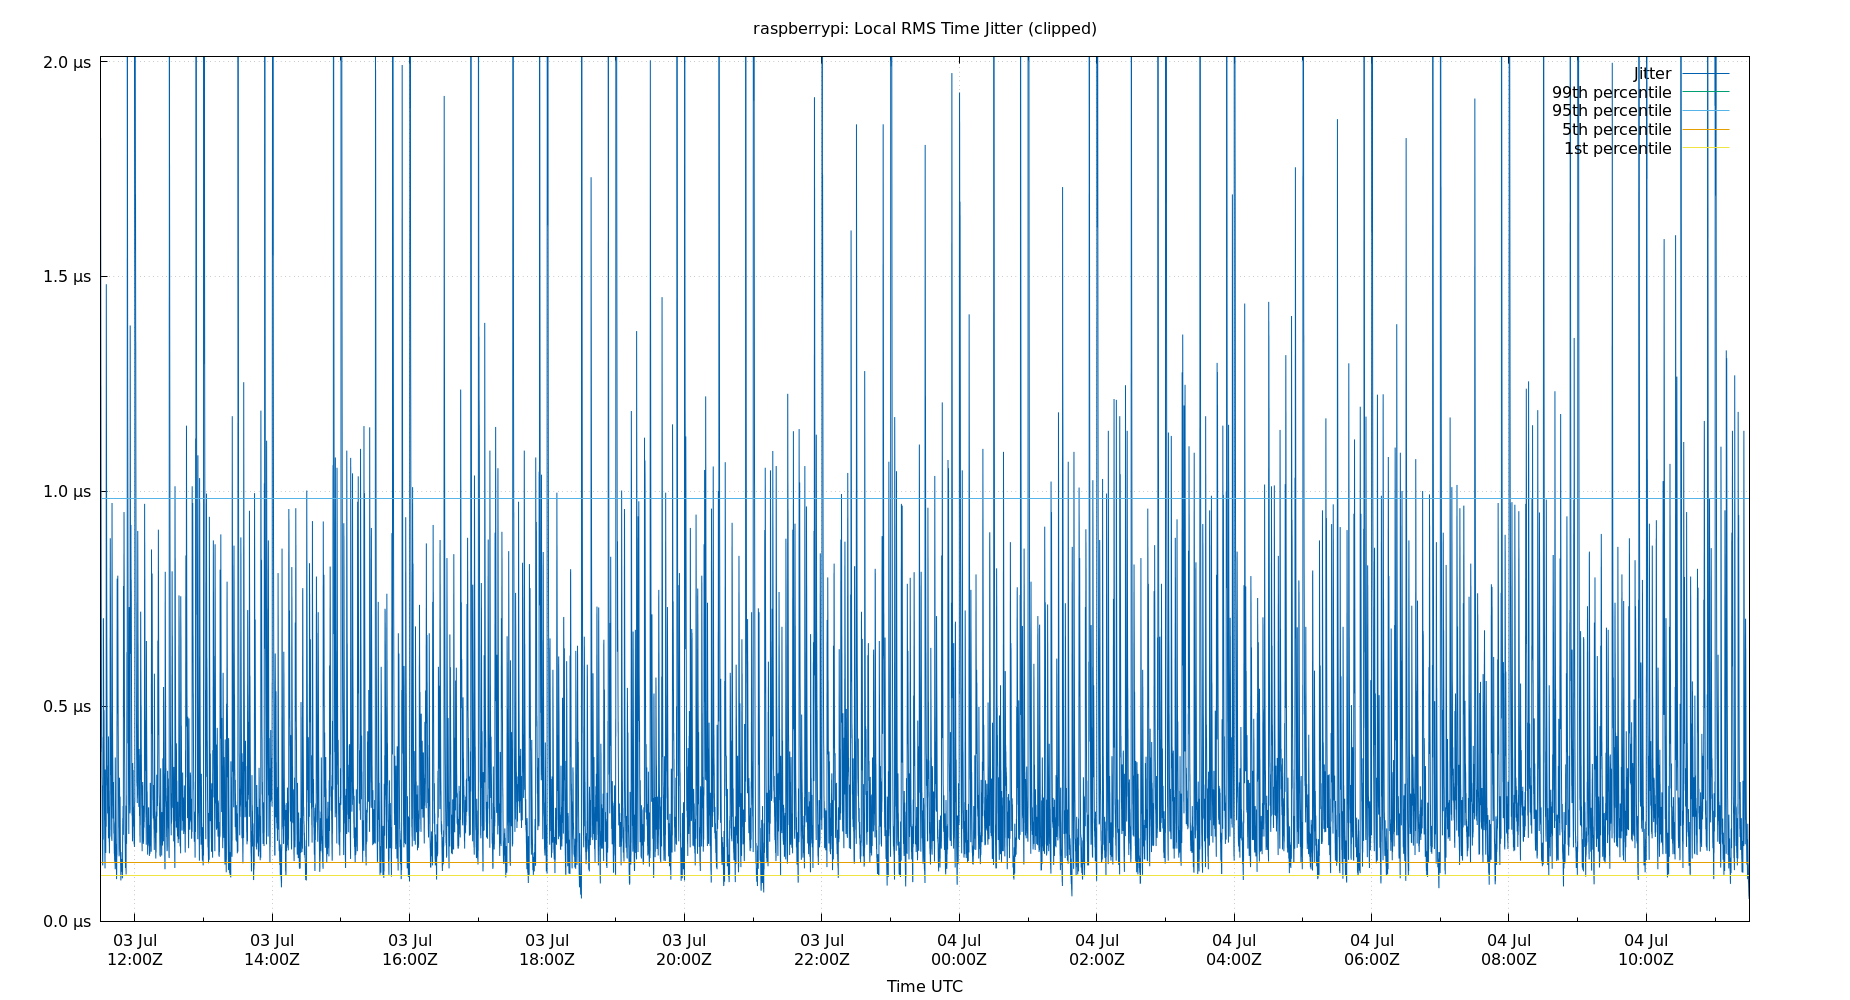 raspberrypi: Local RMS Time Jitter (clipped)
2.0 µs
1.5 µs
1.0 µs
0.5 µs
0.0 µs
Jitter
99th percentile
95th percentile
5th percentile
1st percentile
03 Jul 03 Jul 03 Jul 03 Jul 03 Jul 03 Jul 04 Jul 04 Jul 04 Jul 04 Jul 04 Jul 04 Jul
12:00Z 14:00Z 16:00Z 18:00Z 20:00Z 22:00Z 00:00Z 02:00Z 04:00Z 06:00Z 08:00Z 10:00Z
Time UTC